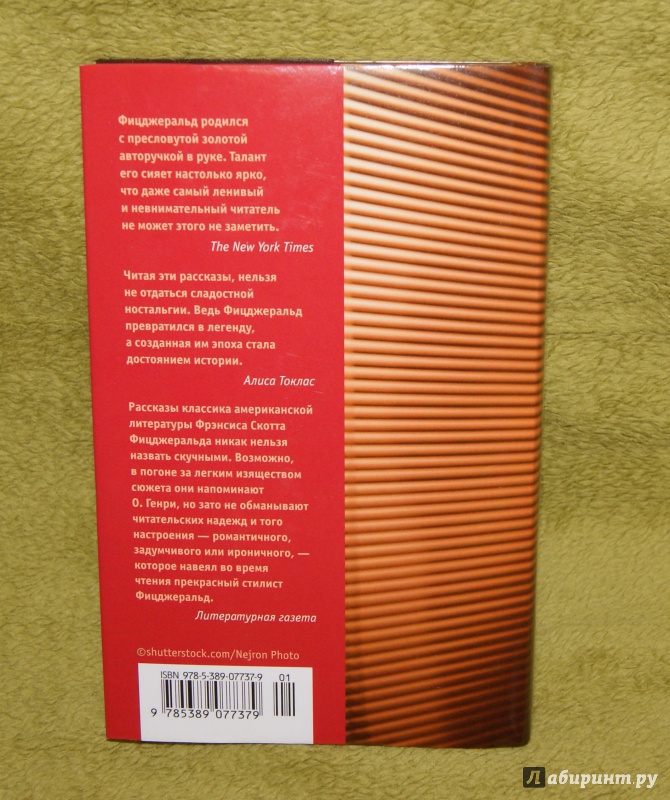 Фицджеральд родился
с пресловутой золотой
авторучкой в руке. Талант
его сияет настолько ярко,
что даже самый ленивый
и невнимательный читатель
не может этого не заметить.
The New York Times
Читая эти рассказы, нельзя
не отдаться сладостной
ностальгии. Ведь Фицджеральд
превратился в легенду,
а созданная им эпоха стала
достоянием истории.
Алиса Токлас
Рассказы классика американской
литературы Фрэнсиса Скотта
Фицджеральда никак нельзя
назвать скучными. Возможно,
в погоне за легким изяществом
сюжета они напоминают
О. Генри, но зато не обманывают
читательских надежд и того
настроения — романтичного,
задумчивого или ироничного, —
которое навеял во время
чтения прекрасный стилист
Фицджеральд.
Литературная газета
©shutterstock.com/Nejron Photo
ISBN 978-5-389-07737-9
01
9 785389 077379
Лабиринт.ру